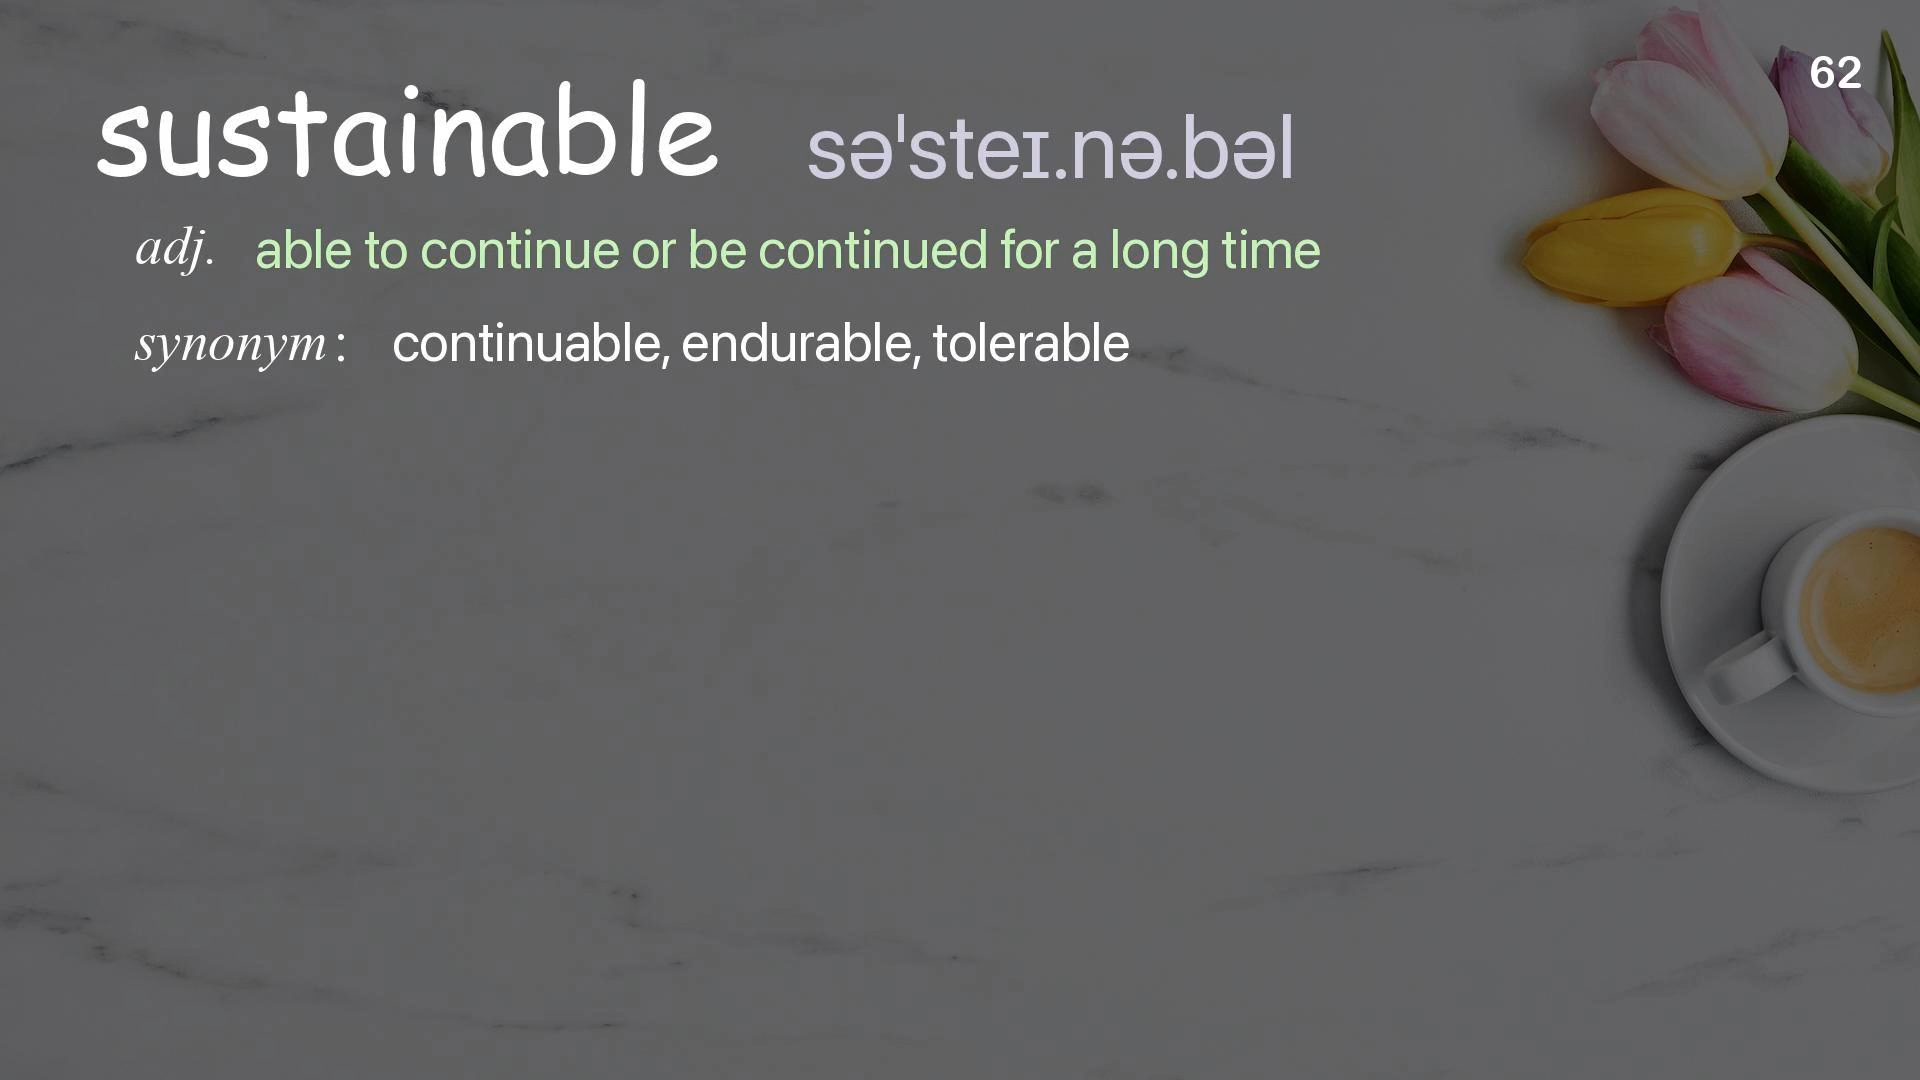 62
sustainable səˈsteɪ.nə.bəl
adj. able to continue or be continued for a long time
synonym : continuable, endurable, tolerable